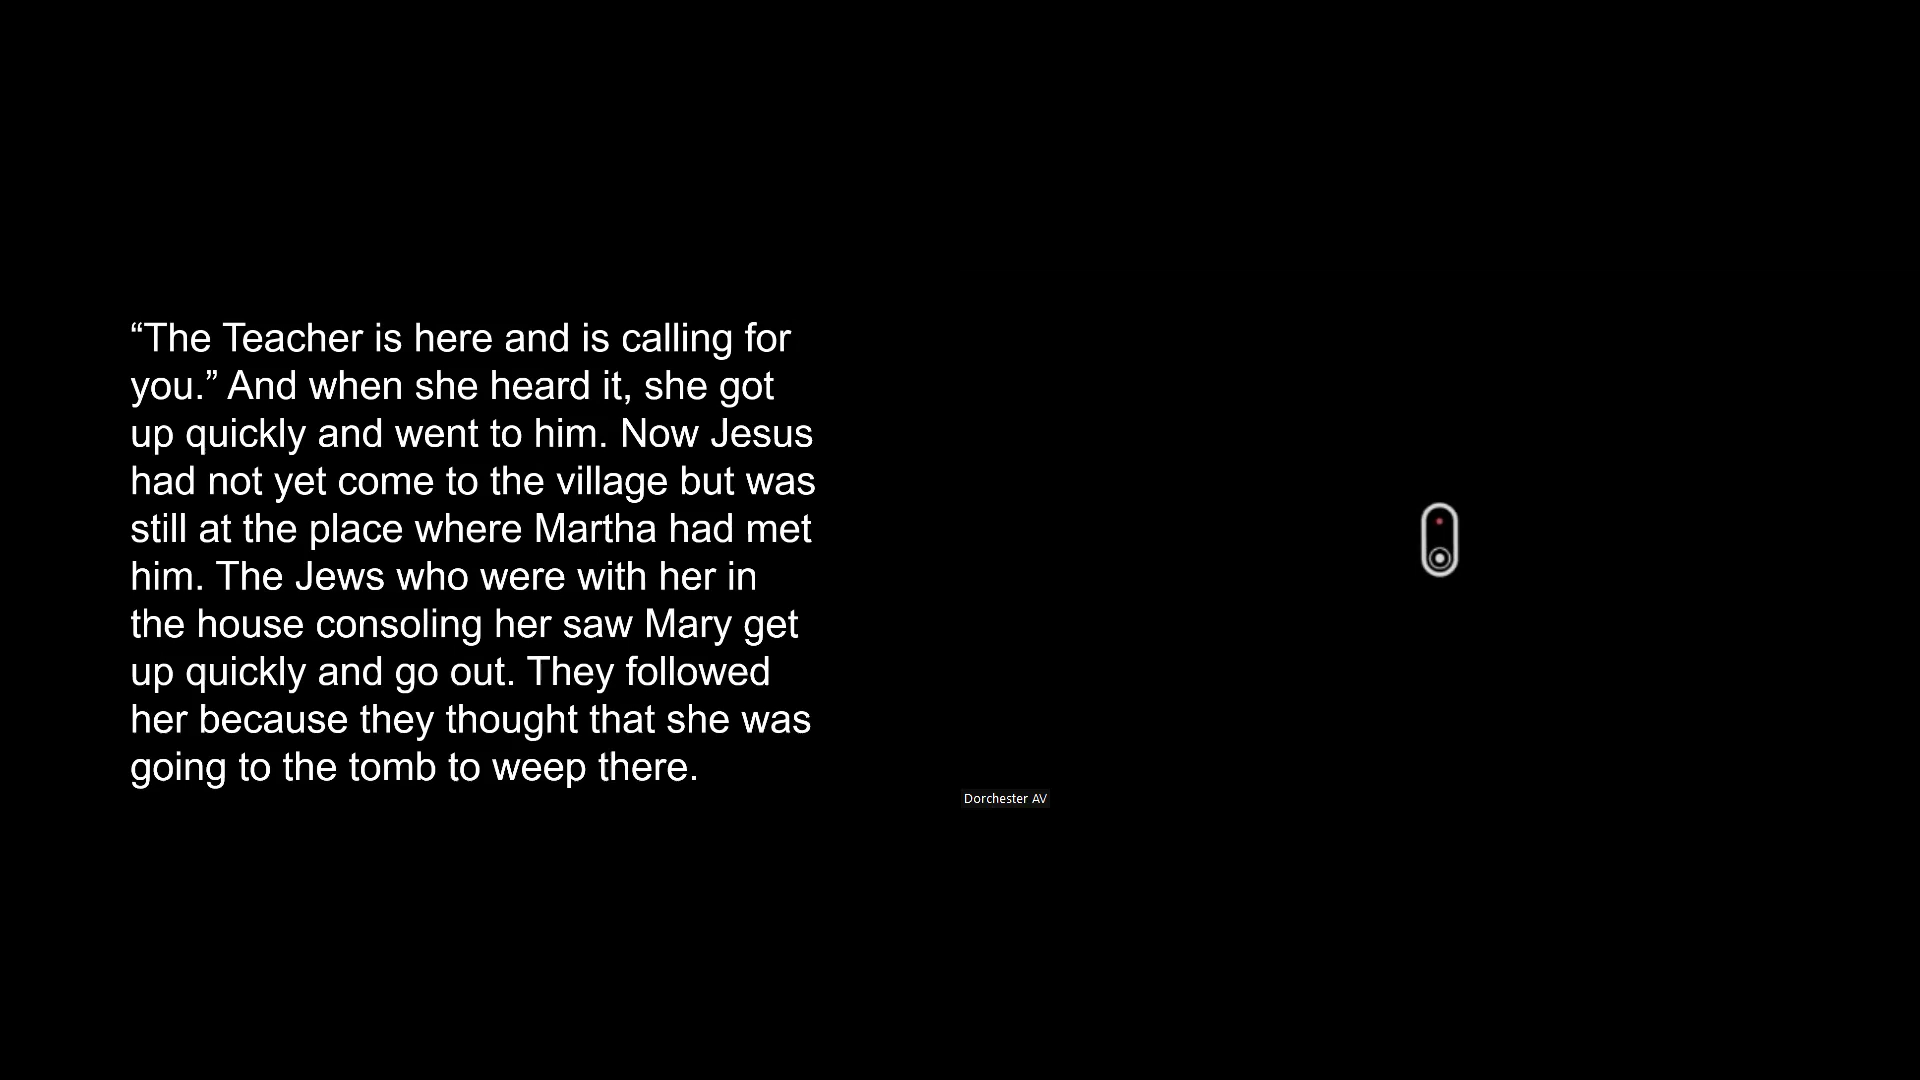 “The Teacher is here and is calling for
you.” And when she heard it, she got
up quickly and went to him. Now Jesus
had not yet come to the village but was
still at the place where Martha had met
him. The Jews who were with her in
the house consoling her saw Mary get
up quickly and go out. They followed
her because they thought that she was
going to the tomb to weep there.
Dorchester AV